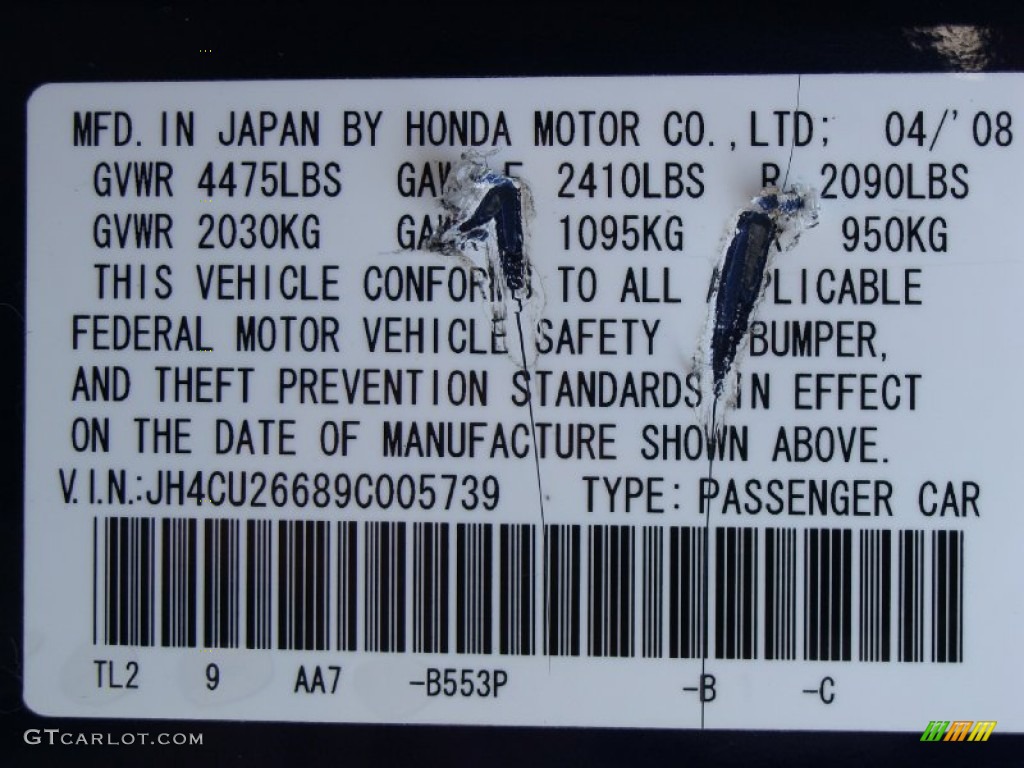 MFD. IN JAPAN BY HONDA MOTOR CO.,LTD; 04/'08
GVWR 4475LBS 2410LBS R 2090LBS
GVWR 2030KG 1095KG 950KG
THIS VEHICLE TO ALL
FEDERAL MOTOR VEHICLE SAFETY BUMPER,
AND THEFT PREVENTION STANDARDS IN EFFECT
ON THE DATE OF MANUFACTURE SHOWN ABOVE.
V.I.N.:JH4CU26689C005739 TYPE: PASSENGER CAR
TL2 9 AA7 -B553P -B -C
GTCARLOT.COM